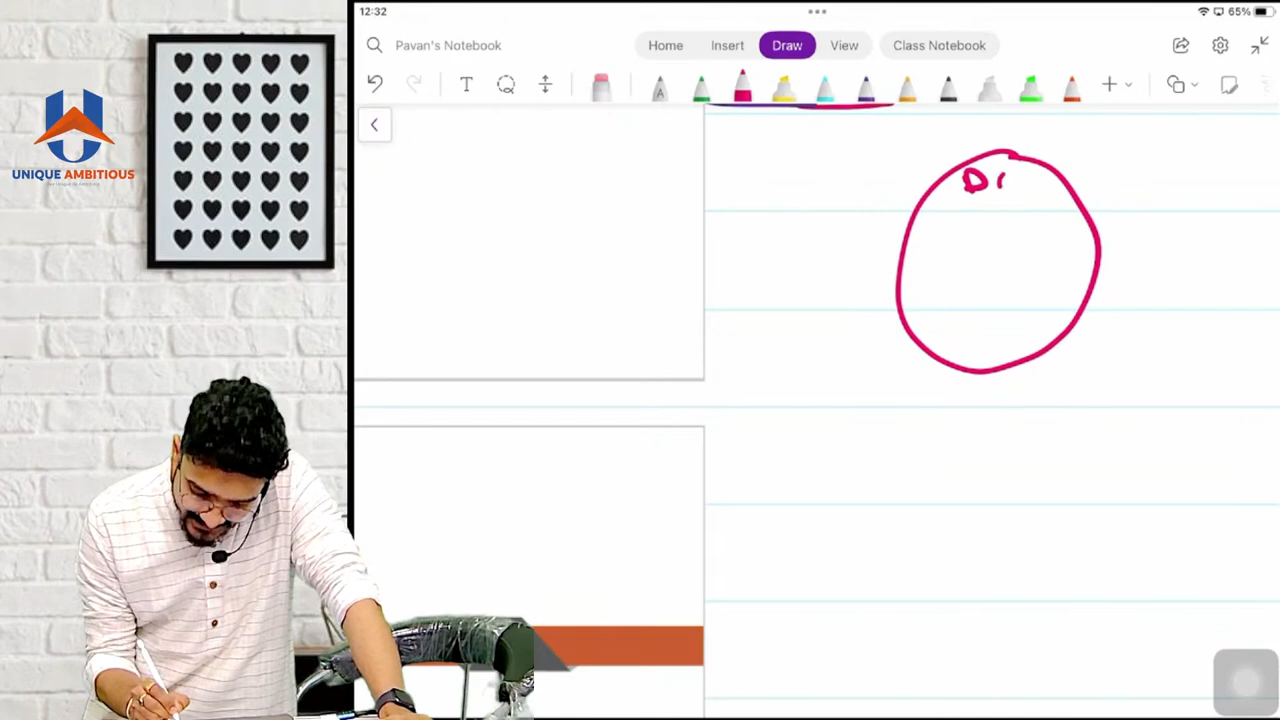 12:32
65%
Pavan's Notebook
Home
Insert
Draw
View
Class Notebook
T
A
UNIQUE AMBITIOUS
D